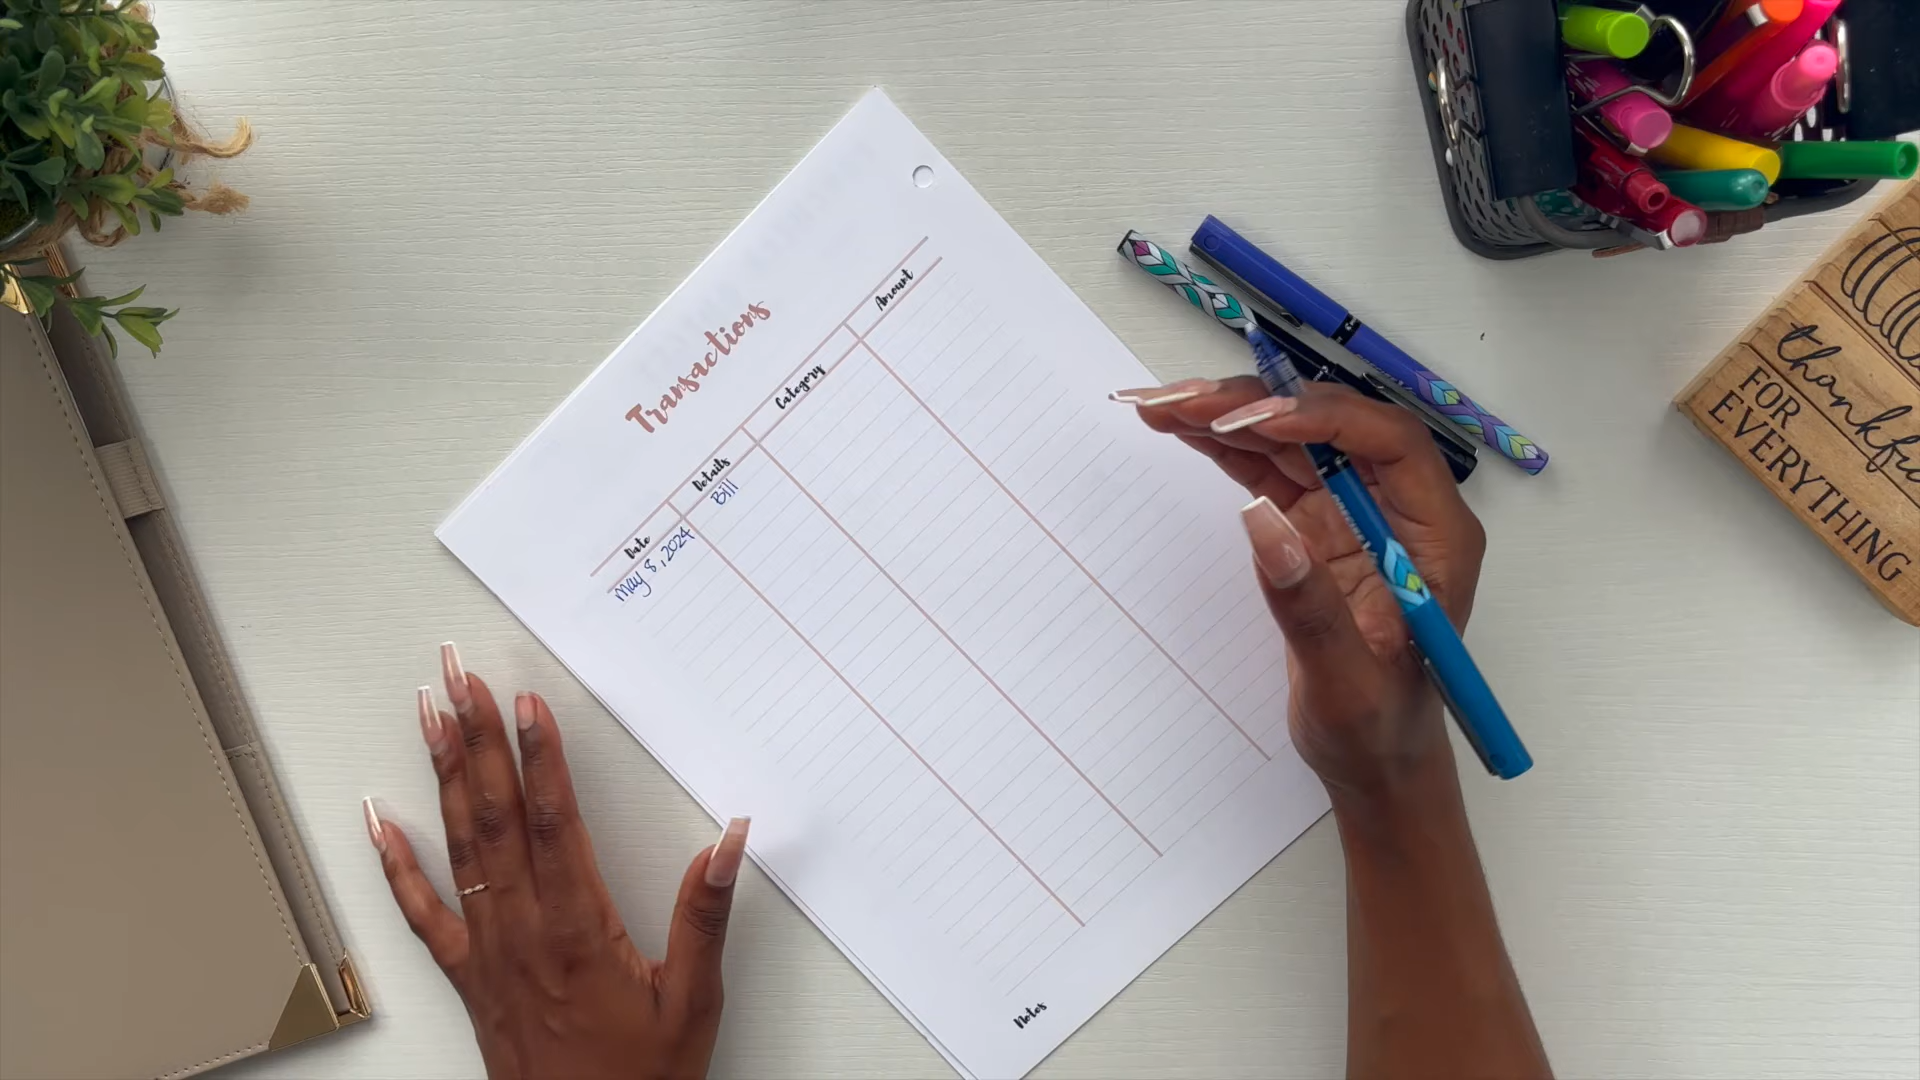 Transactions
Date Details Category Amount
May 8, 2024 Bill
Notes
thankful
FOR
EVERYTHING